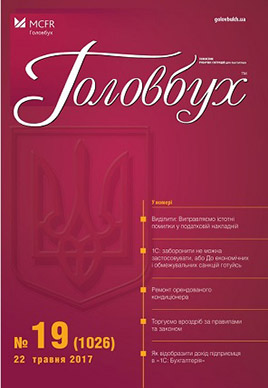 MCFR
Головбух
golovbukh.ua
Головбух
TM
У номері
Виділити: Виправляємо істотні
помилки у податковій накладній
1С: заборонити не можна
застосовувати, або До економічних
і обмежувальних санкцій готуйсь
Ремонт орендованого
кондиціонера
Торгуємо вроздріб за правилами
та законом
Як відобразити дохід підприємця
в «1С: Бухгалтерія»
№ 19 (1026)
22 травня 2017